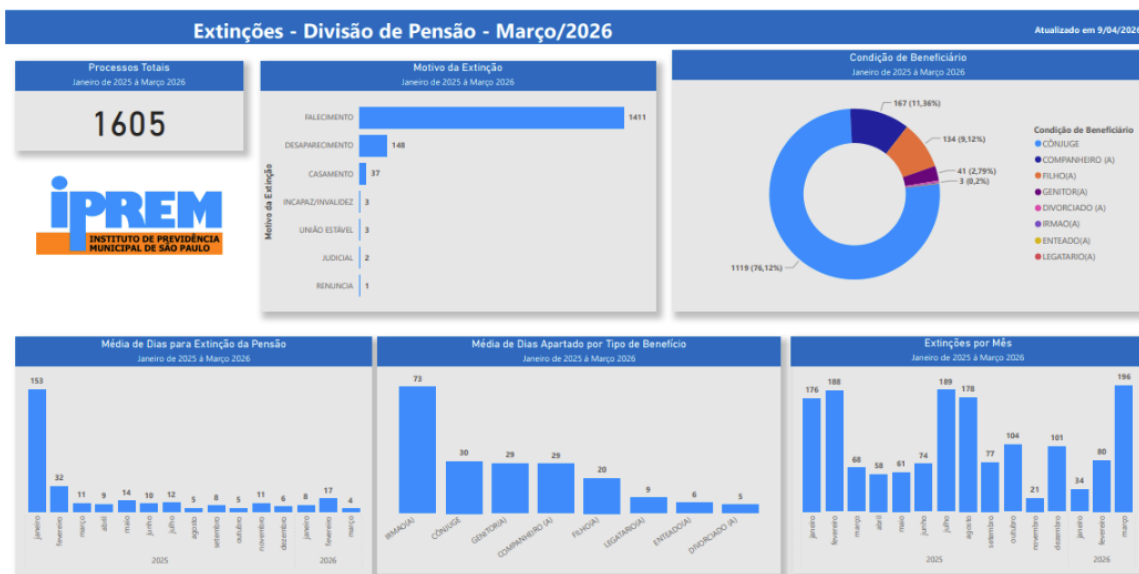 Extinções - Divisão de Pensão - Março/2026
Atualizado em 9/04/2026
Processos Totais
Janeiro de 2025 à Março 2026
1605
iPREM
INSTITUTO DE PREVIDÊNCIA
MUNICIPAL DE SÃO PAULO
Motivo da Extinção
Janeiro de 2025 à Março 2026
Motivo da Extinção
FALECIMENTO 1411
DESAPARECIMENTO 148
CASAMENTO 37
INCAPAZ/INVALIDEZ 3
UNIÃO ESTÁVEL 3
JUDICIAL 2
RENUNCIA 1
Condição de Beneficiário
Janeiro de 2025 à Março 2026
167 (11,36%)
134 (9,12%)
41 (2,79%)
3 (0,2%)
1119 (76,12%)
Condição de Beneficiário
CÔNJUGE
COMPANHEIRO (A)
FILHO(A)
GENITOR(A)
DIVORCIADO (A)
IRMAO(A)
ENTEADO(A)
LEGATARIO(A)
Média de Dias para Extinção da Pensão
Janeiro de 2025 à Março 2026
153 32 11 9 14 10 12 5 8 5 11 6 8 17 4
janeiro fevereiro março abril maio junho julho agosto setembro outubro novembro dezembro janeiro fevereiro março
2025 2026
Média de Dias Apartado por Tipo de Benefício
Janeiro de 2025 à Março 2026
73 30 29 29 20 9 6 5
IRMAO(A) CÔNJUGE GENITOR(A) COMPANHEIRO (A) FILHO(A) LEGATARIO(A) ENTEADO(A) DIVORCIADO (A)
Extinções por Mês
Janeiro de 2025 à Março 2026
176 188 68 58 61 74 189 178 77 104 21 101 34 80 196
janeiro fevereiro março abril maio junho julho agosto setembro outubro novembro dezembro janeiro fevereiro março
2025 2026